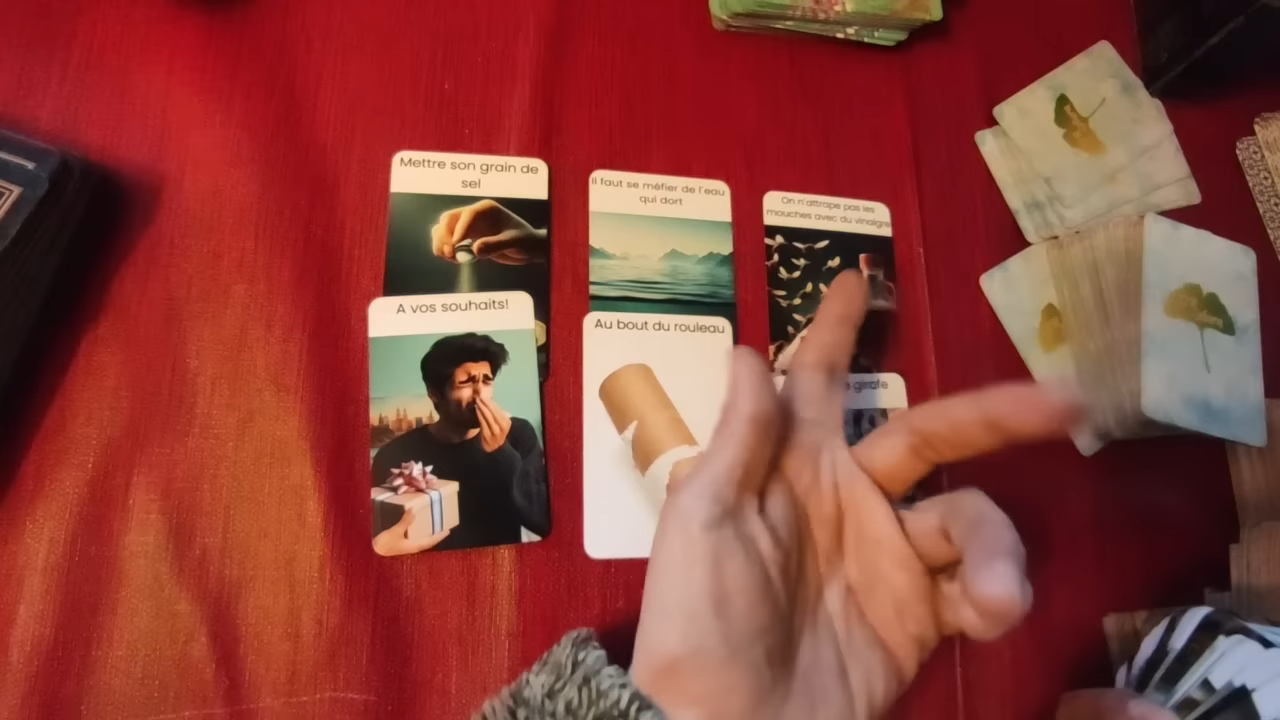 Mettre son grain de
sel
Il faut se méfier de l'eau
qui dort
On n'attrape pas les
mouches avec du vinaigre
A vos souhaits!
Au bout du rouleau
girafe